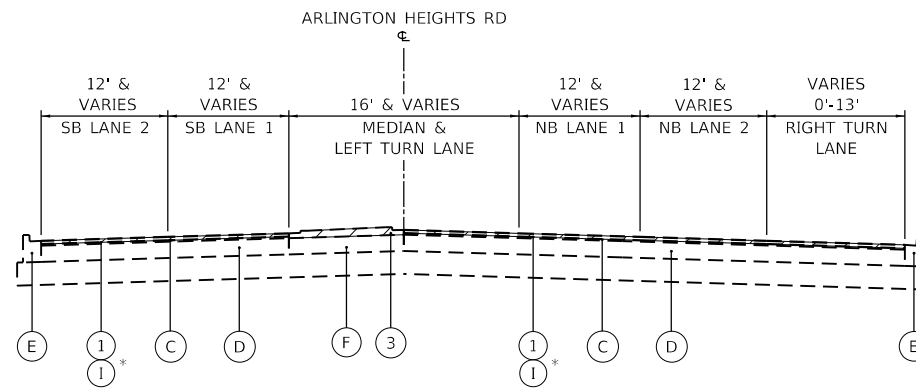 ARLINGTON HEIGHTS RD
℄
12' &
VARIES
SB LANE 2
12' &
VARIES
SB LANE 1
16' & VARIES
MEDIAN &
LEFT TURN LANE
12' &
VARIES
NB LANE 1
12' &
VARIES
NB LANE 2
VARIES
0'-13'
RIGHT TURN
LANE
E
1
I *
C
D
F
3
1
I *
C
D
E